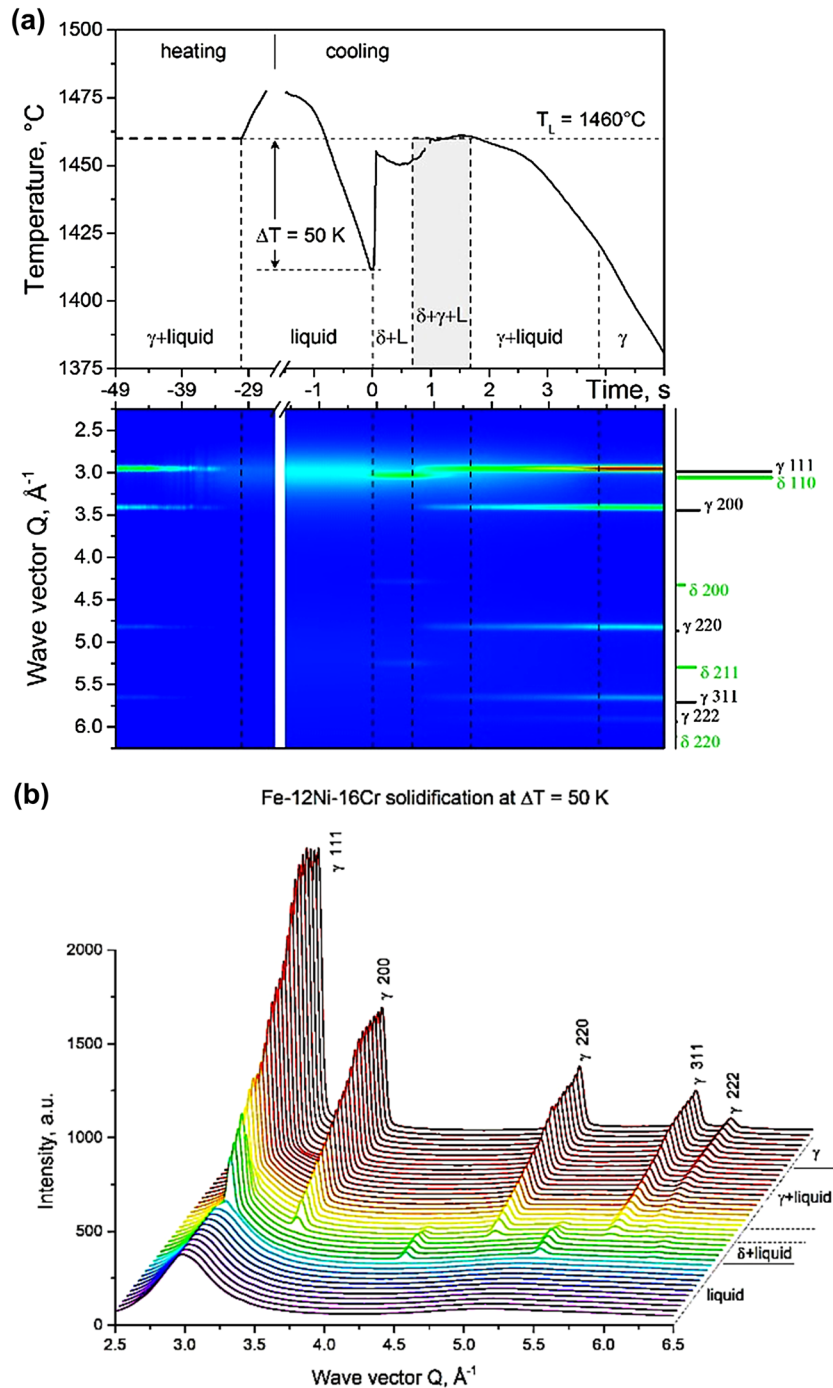 (a)
1500
1475
1450
1425
1400
1375
Temperature, °C
heating
cooling
T_L = 1460°C
ΔT = 50 K
γ+liquid
liquid
δ+L
δ+γ+L
γ+liquid
γ
-49 -39 -29 -1 0 1 2 3 Time, s
2.5
3.0
3.5
4.0
4.5
5.0
5.5
6.0
Wave vector Q, Å⁻¹
γ 111
δ 110
γ 200
δ 200
γ 220
δ 211
γ 311
γ 222
δ 220
(b)
Fe-12Ni-16Cr solidification at ΔT = 50 K
γ 111
γ 200
γ 220
γ 311
γ 222
2000
1500
1000
500
0
Intensity, a.u.
γ
γ+liquid
δ+liquid
liquid
2.5 3.0 3.5 4.0 4.5 5.0 5.5 6.0 6.5
Wave vector Q, Å⁻¹